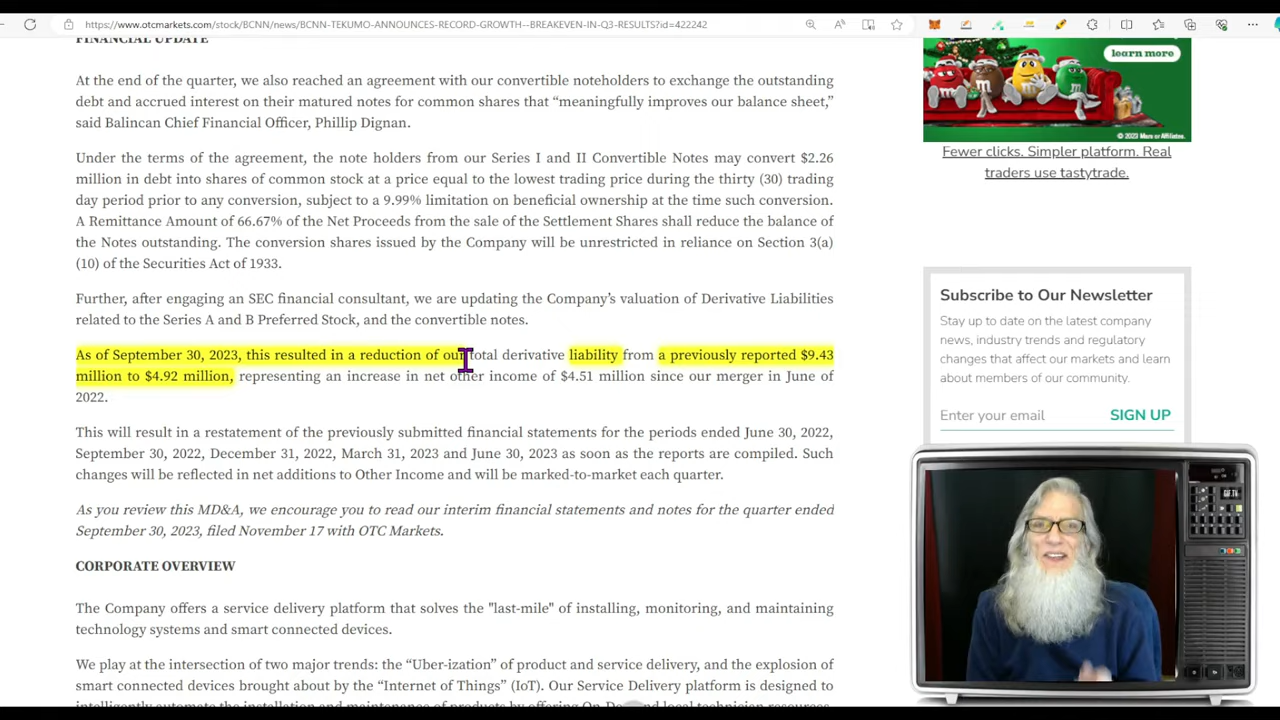 https://www.otcmarkets.com/stock/BCNN/news/BCNN-TEKUMO-ANNOUNCES-RECORD-GROWTH--BREAKEVEN-IN-Q3-RESULTS?id=422242
FINANCIAL UPDATE
At the end of the quarter, we also reached an agreement with our convertible noteholders to exchange the outstanding
debt and accrued interest on their matured notes for common shares that “meaningfully improves our balance sheet,”
said Balincan Chief Financial Officer, Phillip Dignan.
Under the terms of the agreement, the note holders from our Series I and II Convertible Notes may convert $2.26
million in debt into shares of common stock at a price equal to the lowest trading price during the thirty (30) trading
day period prior to any conversion, subject to a 9.99% limitation on beneficial ownership at the time such conversion.
A Remittance Amount of 66.67% of the Net Proceeds from the sale of the Settlement Shares shall reduce the balance of
the Notes outstanding. The conversion shares issued by the Company will be unrestricted in reliance on Section 3(a)
(10) of the Securities Act of 1933.
Further, after engaging an SEC financial consultant, we are updating the Company’s valuation of Derivative Liabilities
related to the Series A and B Preferred Stock, and the convertible notes.
As of September 30, 2023, this resulted in a reduction of our total derivative liability from a previously reported $9.43
million to $4.92 million, representing an increase in net other income of $4.51 million since our merger in June of
2022.
This will result in a restatement of the previously submitted financial statements for the periods ended June 30, 2022,
September 30, 2022, December 31, 2022, March 31, 2023 and June 30, 2023 as soon as the reports are compiled. Such
changes will be reflected in net additions to Other Income and will be marked-to-market each quarter.
As you review this MD&A, we encourage you to read our interim financial statements and notes for the quarter ended
September 30, 2023, filed November 17 with OTC Markets.
CORPORATE OVERVIEW
The Company offers a service delivery platform that solves the "last-mile" of installing, monitoring, and maintaining
technology systems and smart connected devices.
We play at the intersection of two major trends: the “Uber-ization” of product and service delivery, and the explosion of
smart connected devices brought about by the “Internet of Things” (IoT). Our Service Delivery platform is designed to
intelligently automate the installation and maintenance of products by offering On-Demand local technician resources,
learn more
Fewer clicks. Simpler platform. Real
traders use tastytrade.
Subscribe to Our Newsletter
Stay up to date on the latest company
news, industry trends and regulatory
changes that affect our markets and learn
about members of our community.
Enter your email
SIGN UP